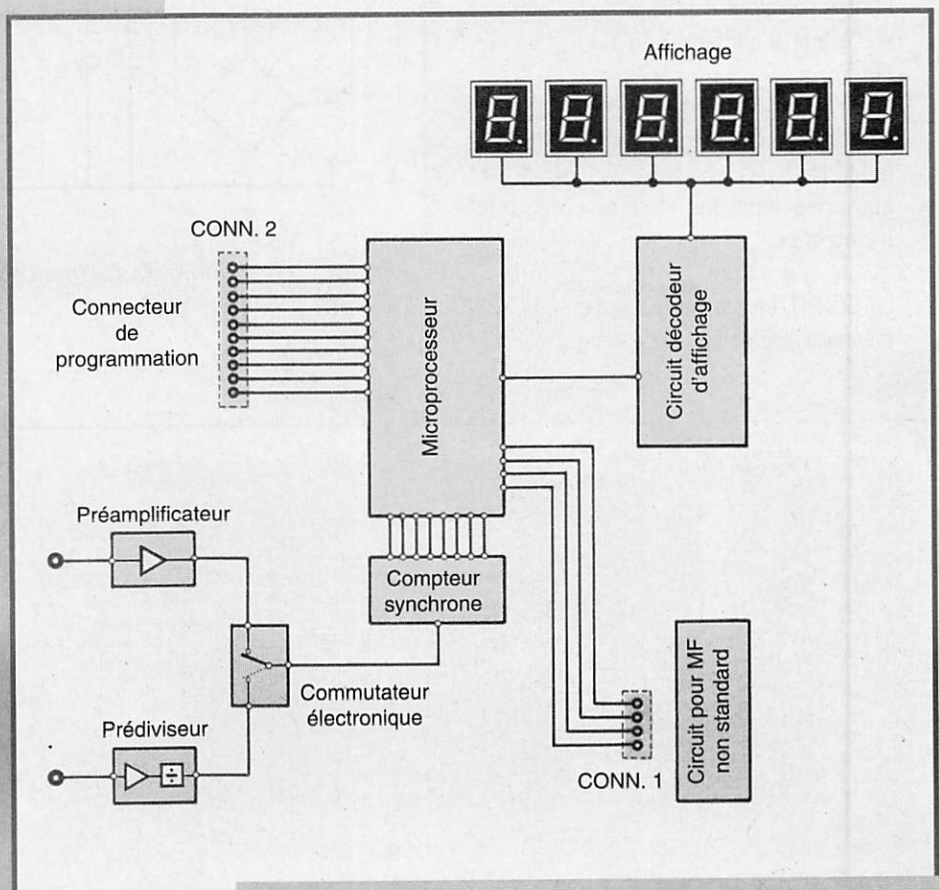 Affichage
CONN. 2
Connecteur
de
programmation
Microprocesseur
Circuit décodeur
d'affichage
Préamplificateur
Compteur
synchrone
Commutateur
électronique
Prédiviseur
CONN. 1
Circuit pour MF
non standard